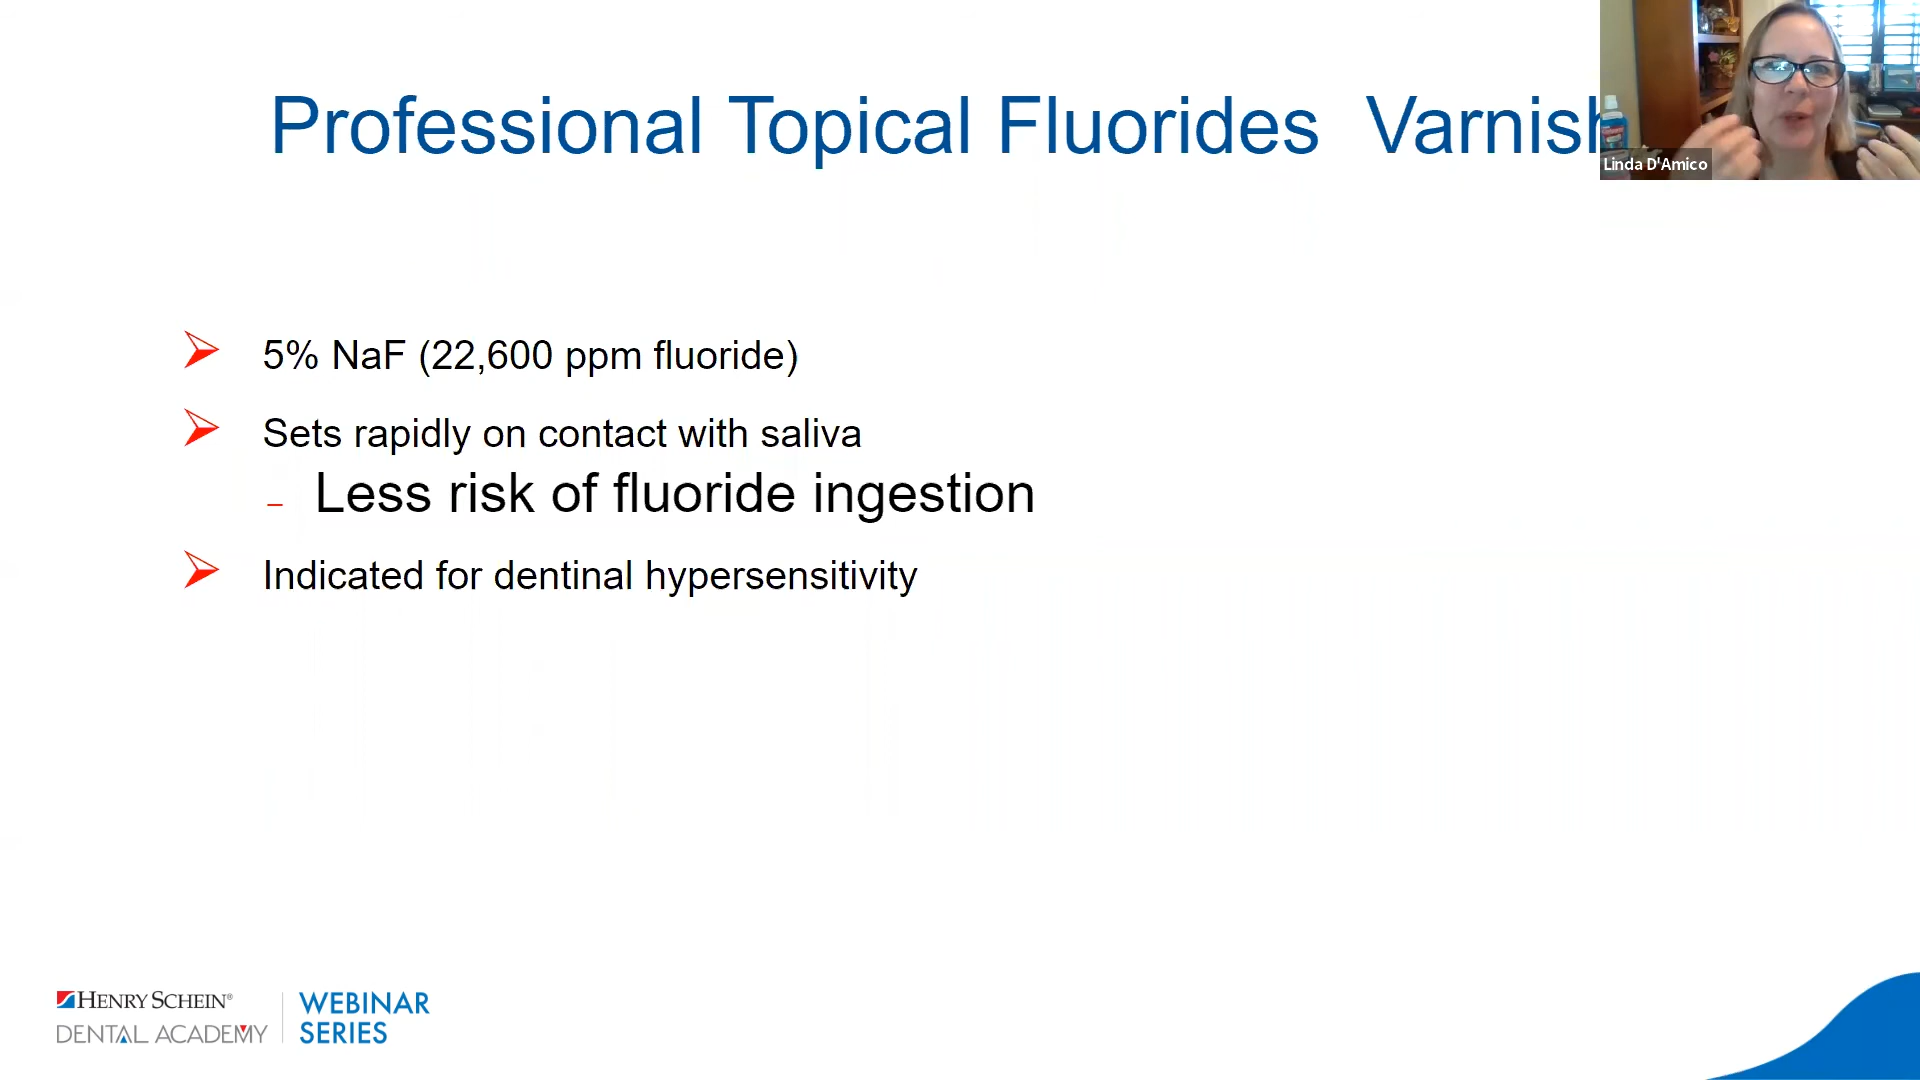 Professional Topical Fluorides Varnish
Linda D'Amico
5% NaF (22,600 ppm fluoride)
Sets rapidly on contact with saliva
– Less risk of fluoride ingestion
Indicated for dentinal hypersensitivity
HENRY SCHEIN®
DENTAL ACADEMY
WEBINAR
SERIES